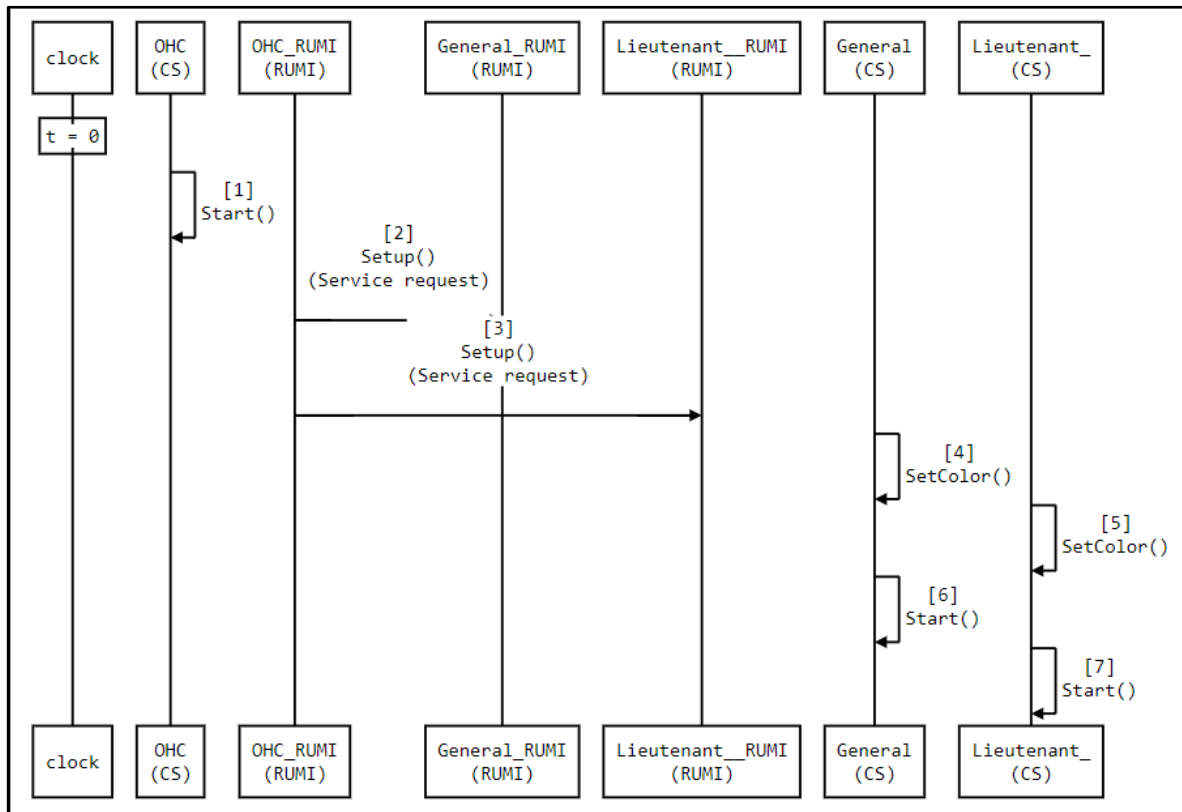 clock
OHC
(CS)
OHC_RUMI
(RUMI)
General_RUMI
(RUMI)
Lieutenant__RUMI
(RUMI)
General
(CS)
Lieutenant_
(CS)
t = 0
[1]
Start()
[2]
Setup()
(Service request)
[3]
Setup()
(Service request)
[4]
SetColor()
[5]
SetColor()
[6]
Start()
[7]
Start()
clock
OHC
(CS)
OHC_RUMI
(RUMI)
General_RUMI
(RUMI)
Lieutenant__RUMI
(RUMI)
General
(CS)
Lieutenant_
(CS)